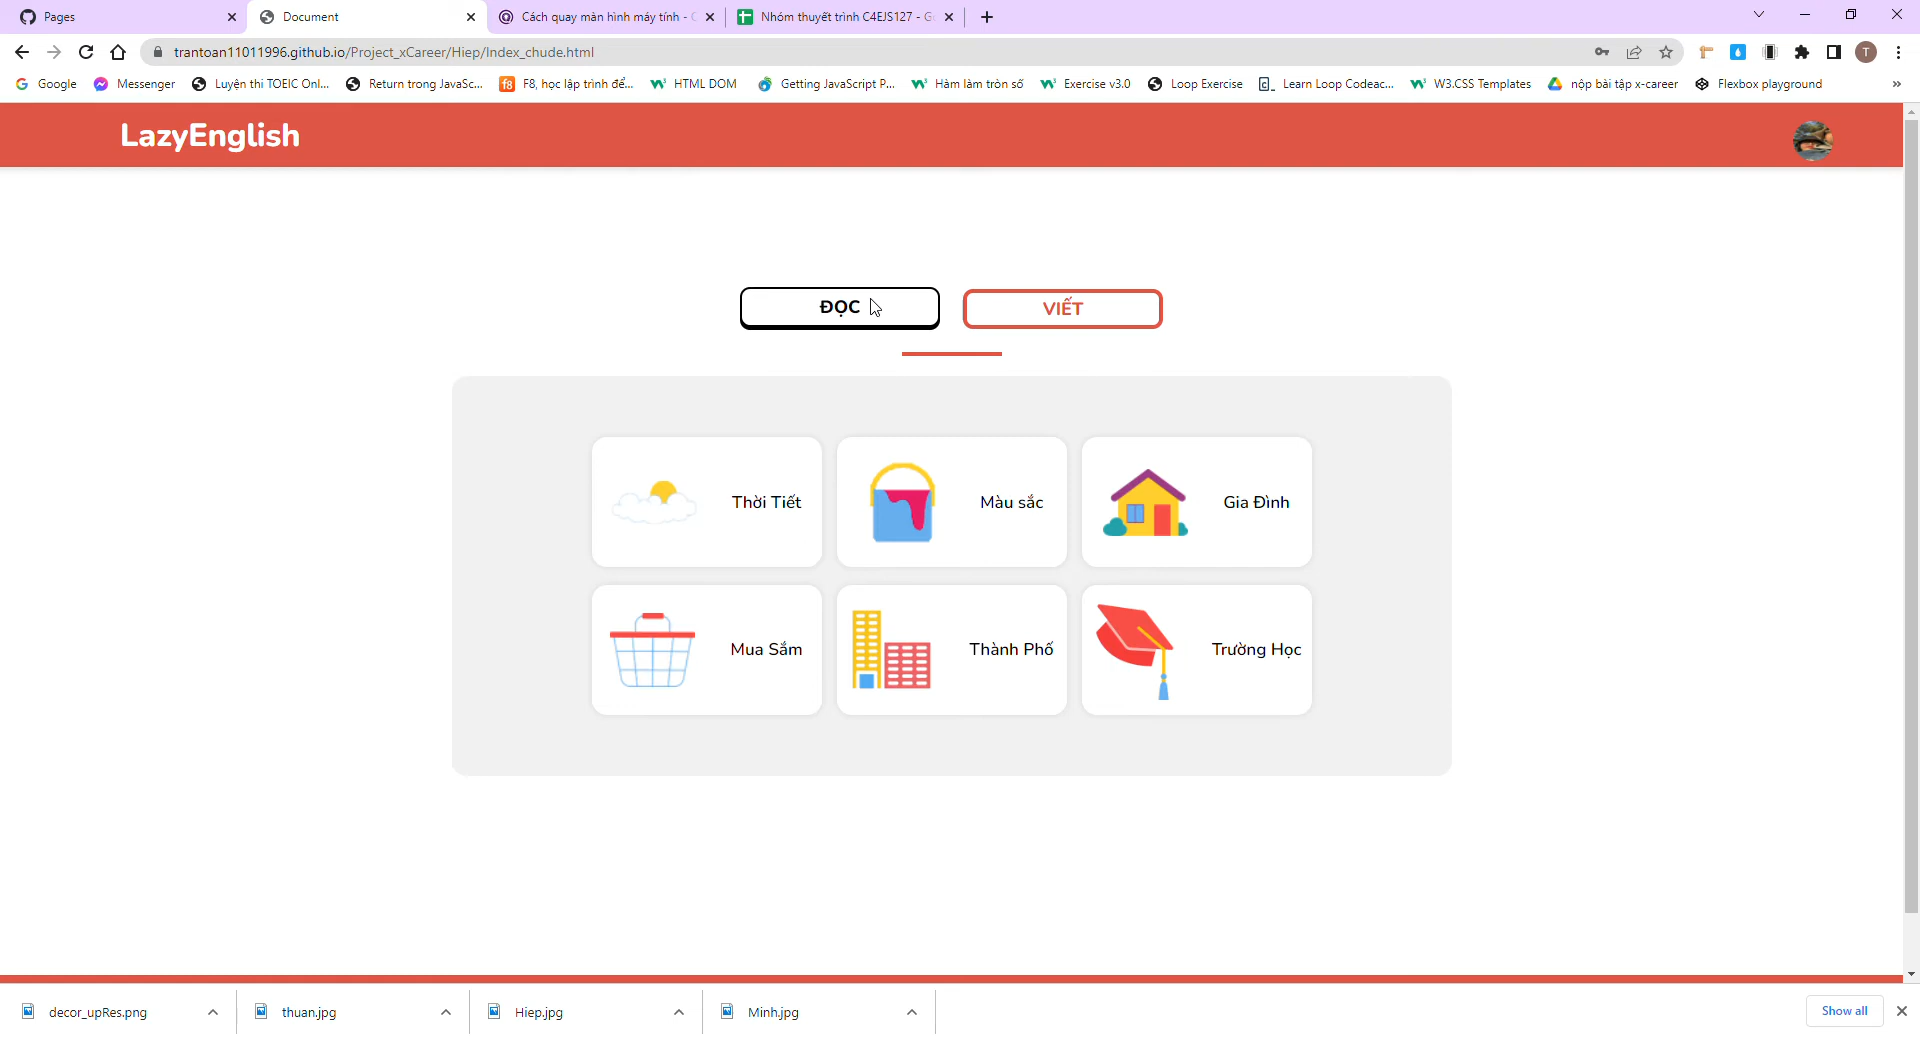 Pages
Document
Cách quay màn hình máy tính -
Nhóm thuyết trình C4EJS127 - G
trantoan11011996.github.io/Project_xCareer/Hiep/Index_chude.html
T
Google
Messenger
Luyện thi TOEIC Onl...
Return trong JavaSc...
F8, học lập trình để...
HTML DOM
Getting JavaScript P...
Hàm làm tròn số
Exercise v3.0
Loop Exercise
Learn Loop Codeac...
W3.CSS Templates
nộp bài tập x-career
Flexbox playground
»
LazyEnglish
ĐỌC
VIẾT
Thời Tiết
Màu sắc
Gia Đình
Mua Sắm
Thành Phố
Trường Học
decor_upRes.png
thuan.jpg
Hiep.jpg
Minh.jpg
Show all